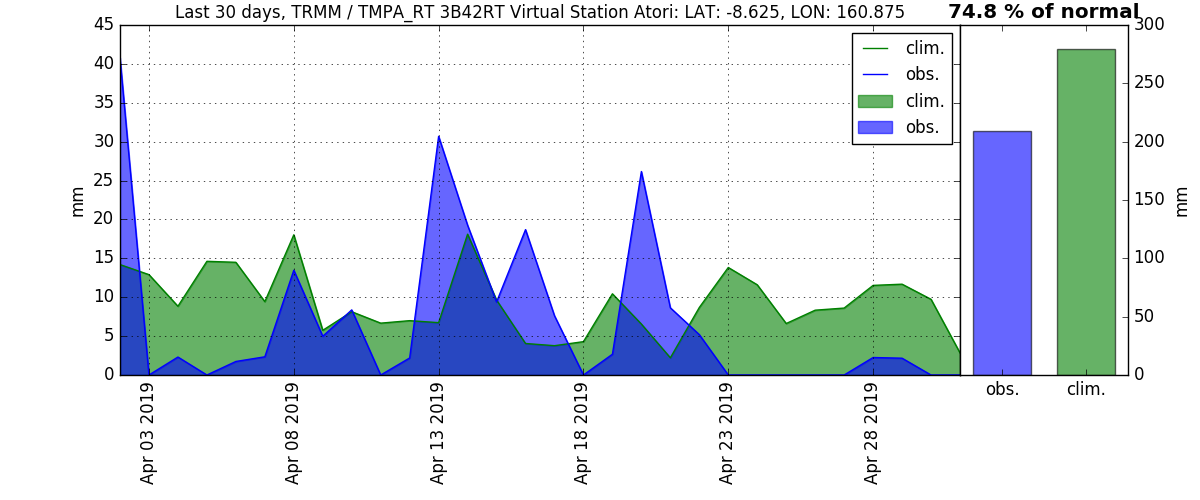 Last 30 days, TRMM / TMPA_RT 3B42RT Virtual Station Atori: LAT: -8.625, LON: 160.875
74.8 % of normal
45
40
35
30
25
20
15
10
5
0
mm
clim.
obs.
clim.
obs.
Apr 03 2019
Apr 08 2019
Apr 13 2019
Apr 18 2019
Apr 23 2019
Apr 28 2019
300
250
200
150
100
50
0
mm
obs.
clim.